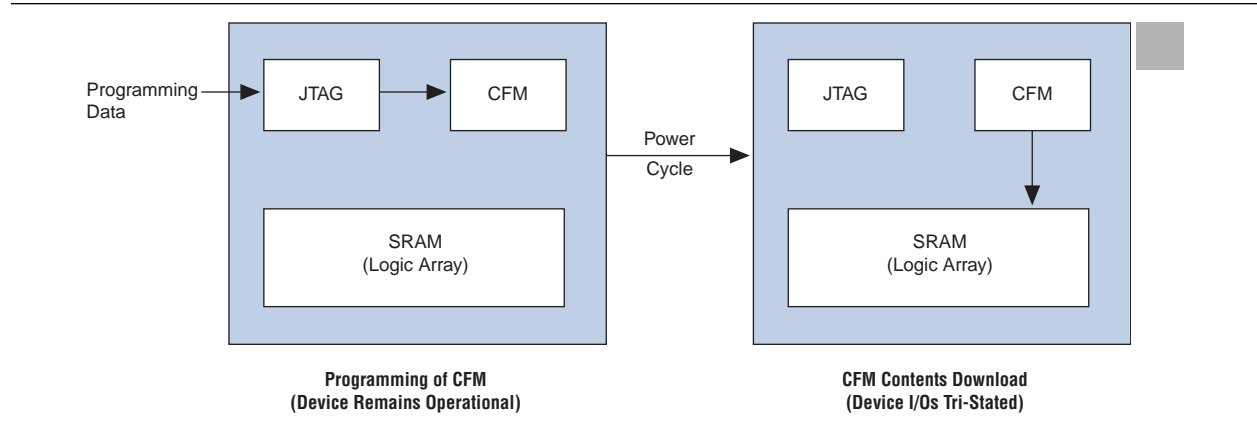 Programming
Data
JTAG
CFM
SRAM
(Logic Array)
Programming of CFM
(Device Remains Operational)
Power
Cycle
JTAG
CFM
SRAM
(Logic Array)
CFM Contents Download
(Device I/Os Tri-Stated)